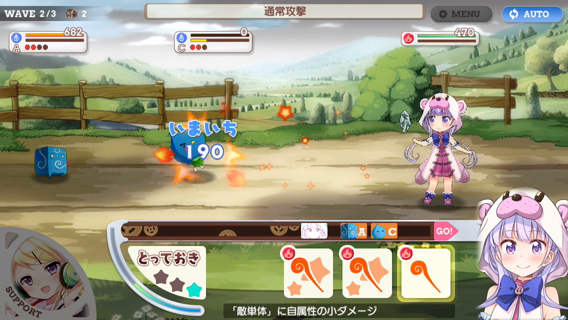 WAVE 2/3 2
通常攻撃
MENU
AUTO
682
A
0
C
470
いまいち
190
A
C
GO!
とっておき
SUPPORT
「敵単体」に自属性の小ダメージ